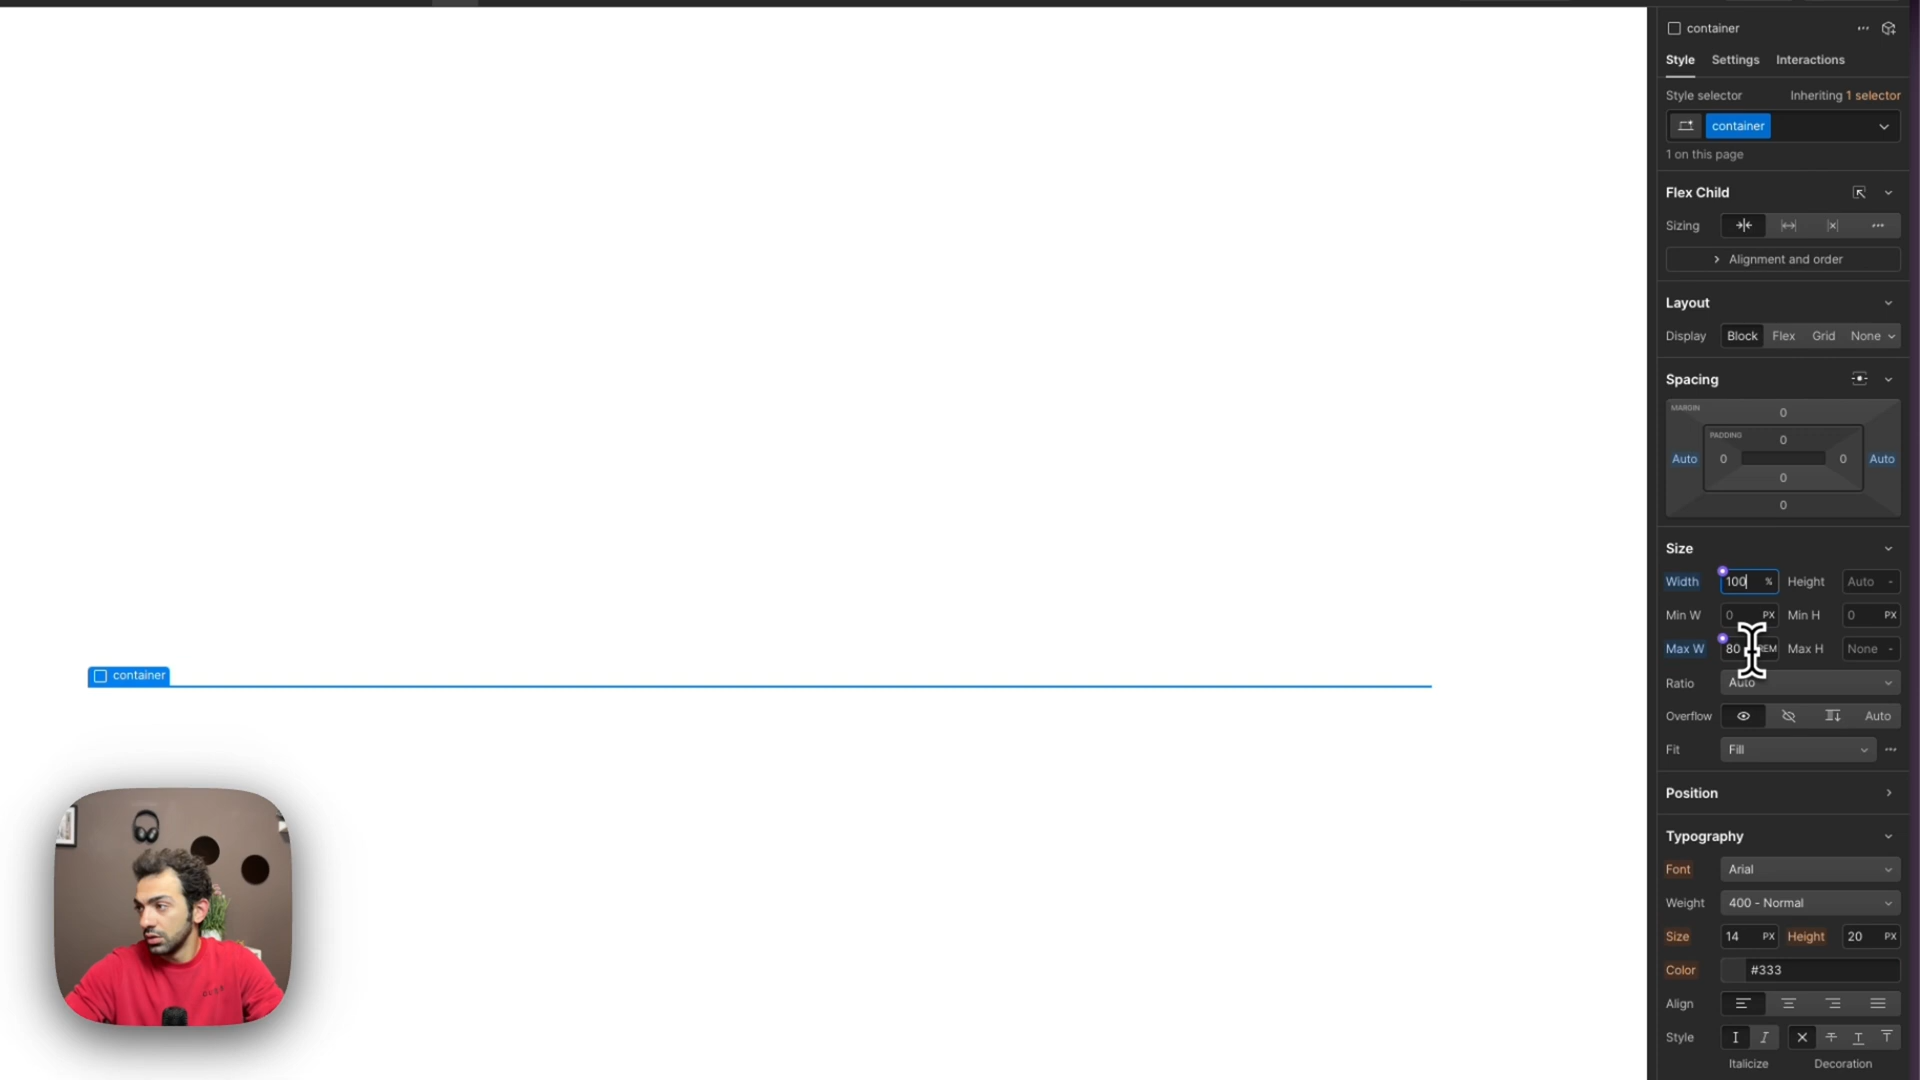 container
Style Settings Interactions
Style selector Inheriting 1 selector
container
1 on this page
Flex Child
Sizing
Alignment and order
Layout
Display Block Flex Grid None
Spacing
MARGIN 0
PADDING 0
Auto 0 0 Auto
0
0
Size
Width 100 % Height Auto -
Min W 0 PX Min H 0 PX
Max W 80 REM Max H None -
container
Ratio Auto
Overflow Auto
Fit Fill
Position
Typography
Font Arial
Weight 400 - Normal
Size 14 PX Height 20 PX
Color #333
Align
Style
Italicize Decoration